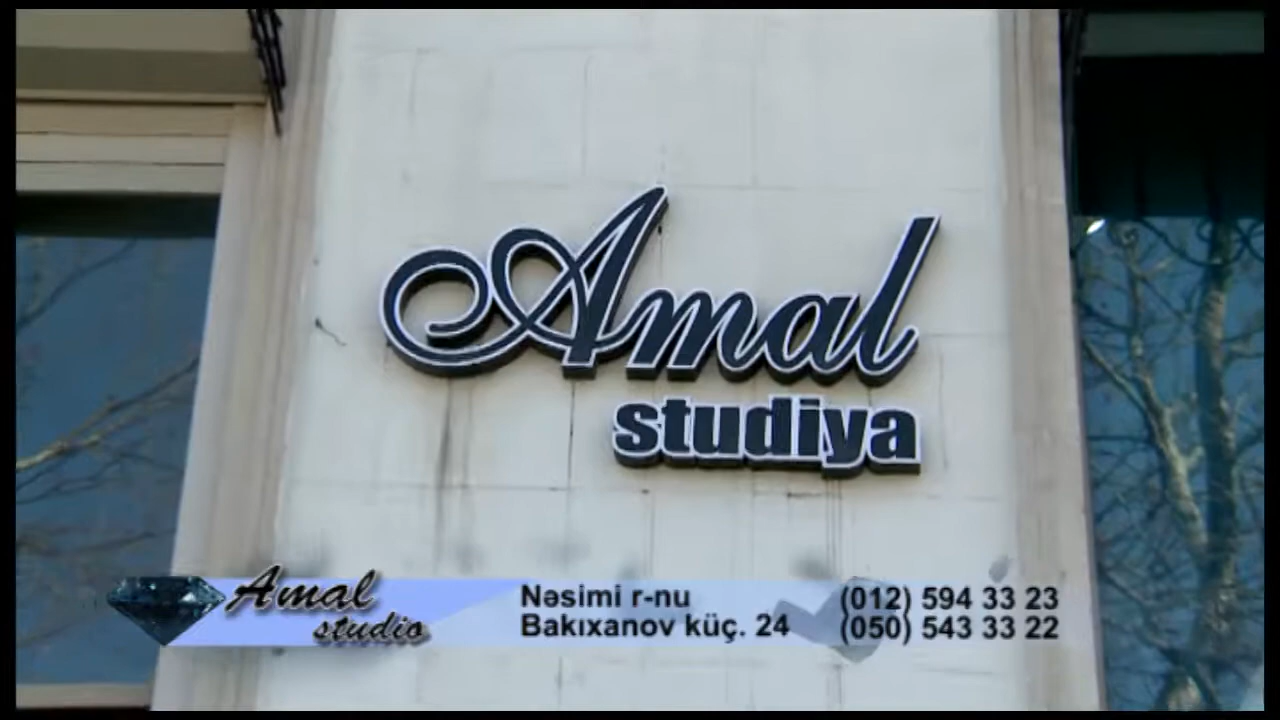 Amal
studiya
Amal
studio
Nəsimi r-nu
Bakıxanov küç. 24
(012) 594 33 23
(050) 543 33 22